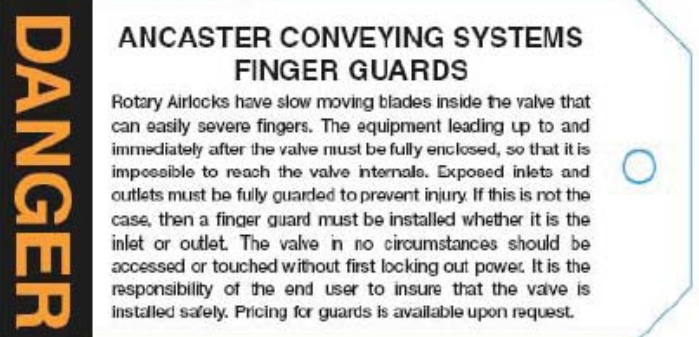 DANGER
ANCASTER CONVEYING SYSTEMS
FINGER GUARDS
Rotary Airlocks have slow moving blades inside the valve that
can easily severe fingers. The equipment leading up to and
immediately after the valve must be fully enclosed, so that it is
impossible to reach the valve internals. Exposed inlets and
outlets must be fully guarded to prevent injury. If this is not the
case, then a finger guard must be installed whether it is the
inlet or outlet. The valve in no circumstances should be
accessed or touched without first locking out power. It is the
responsibility of the end user to insure that the valve is
installed safely. Pricing for guards is available upon request.